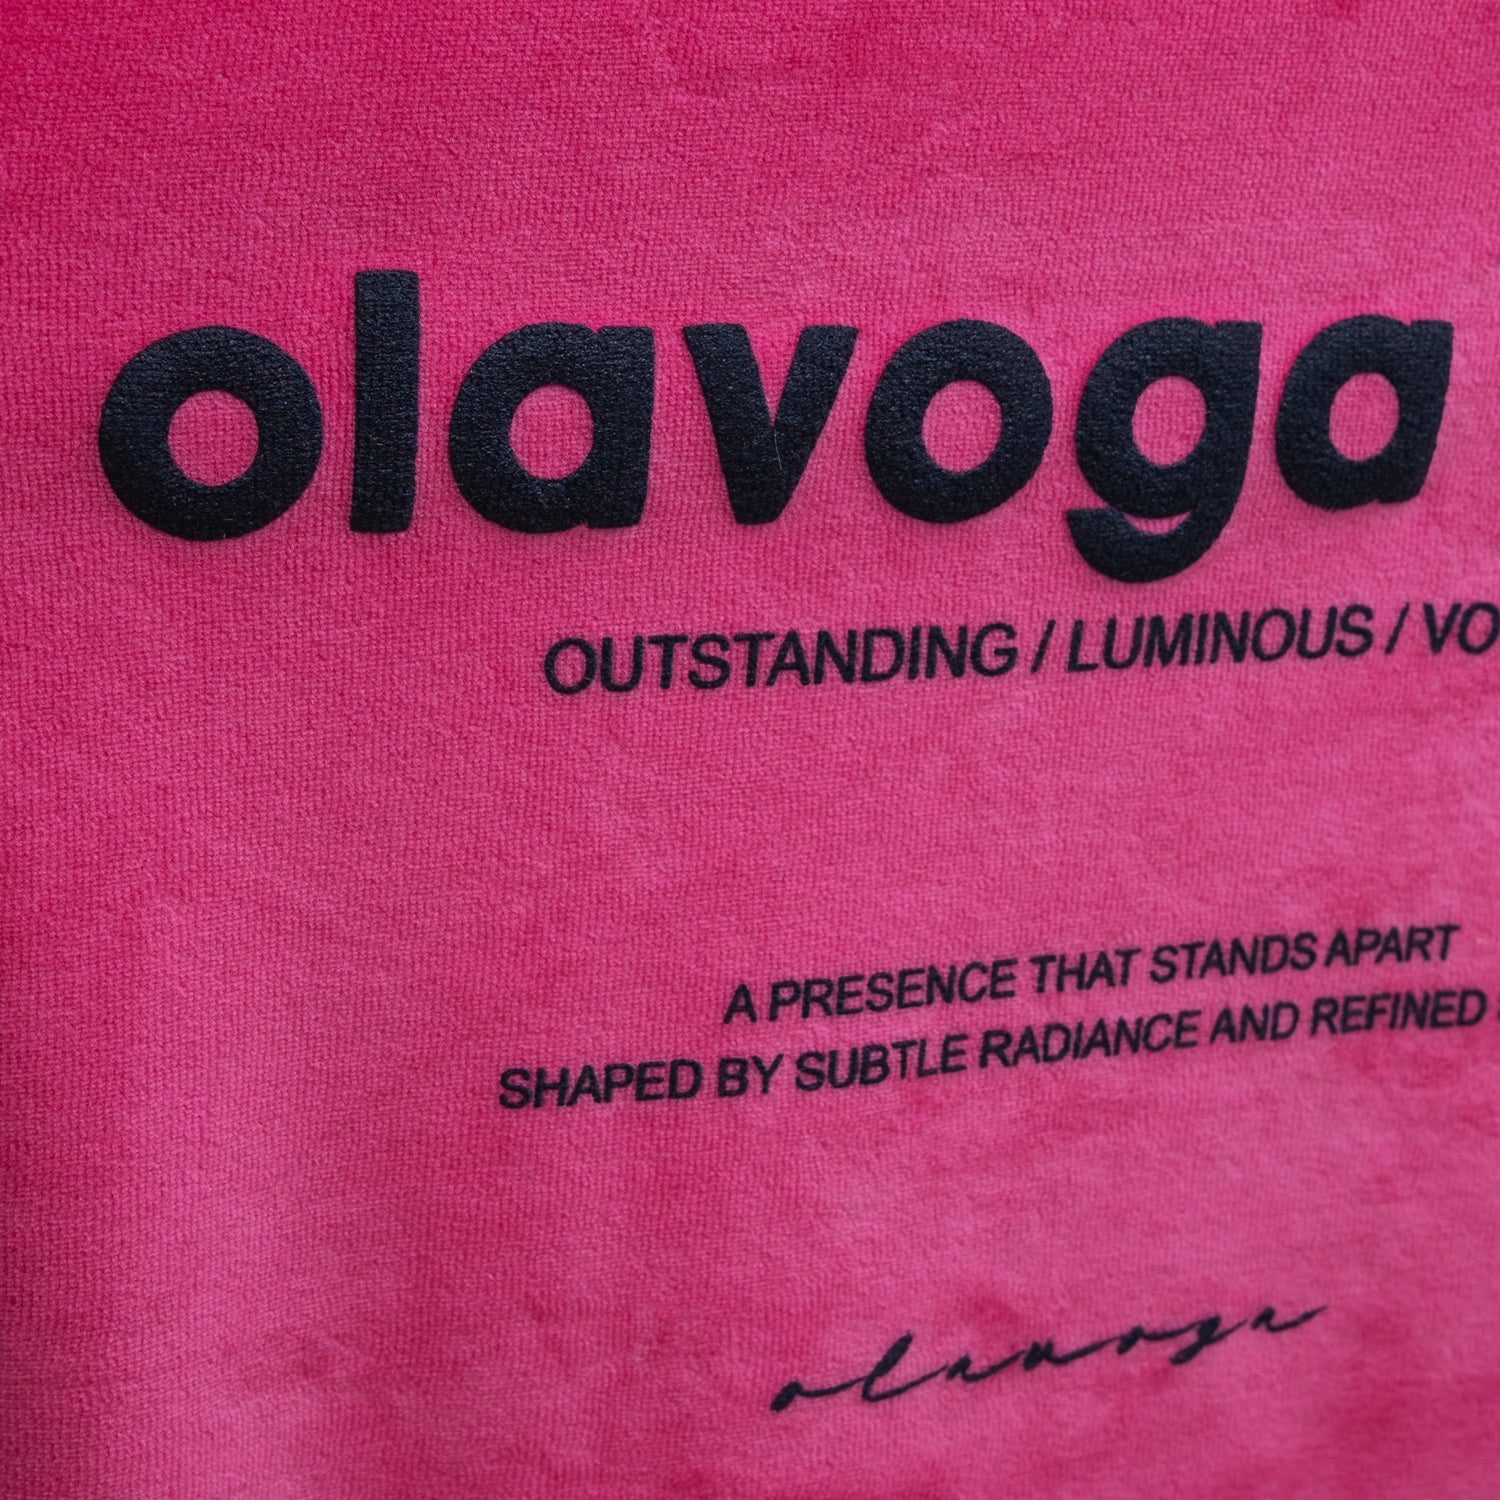 olavoga
OUTSTANDING / LUMINOUS / VO
A PRESENCE THAT STANDS APART
SHAPED BY SUBTLE RADIANCE AND REFINED
olavoga